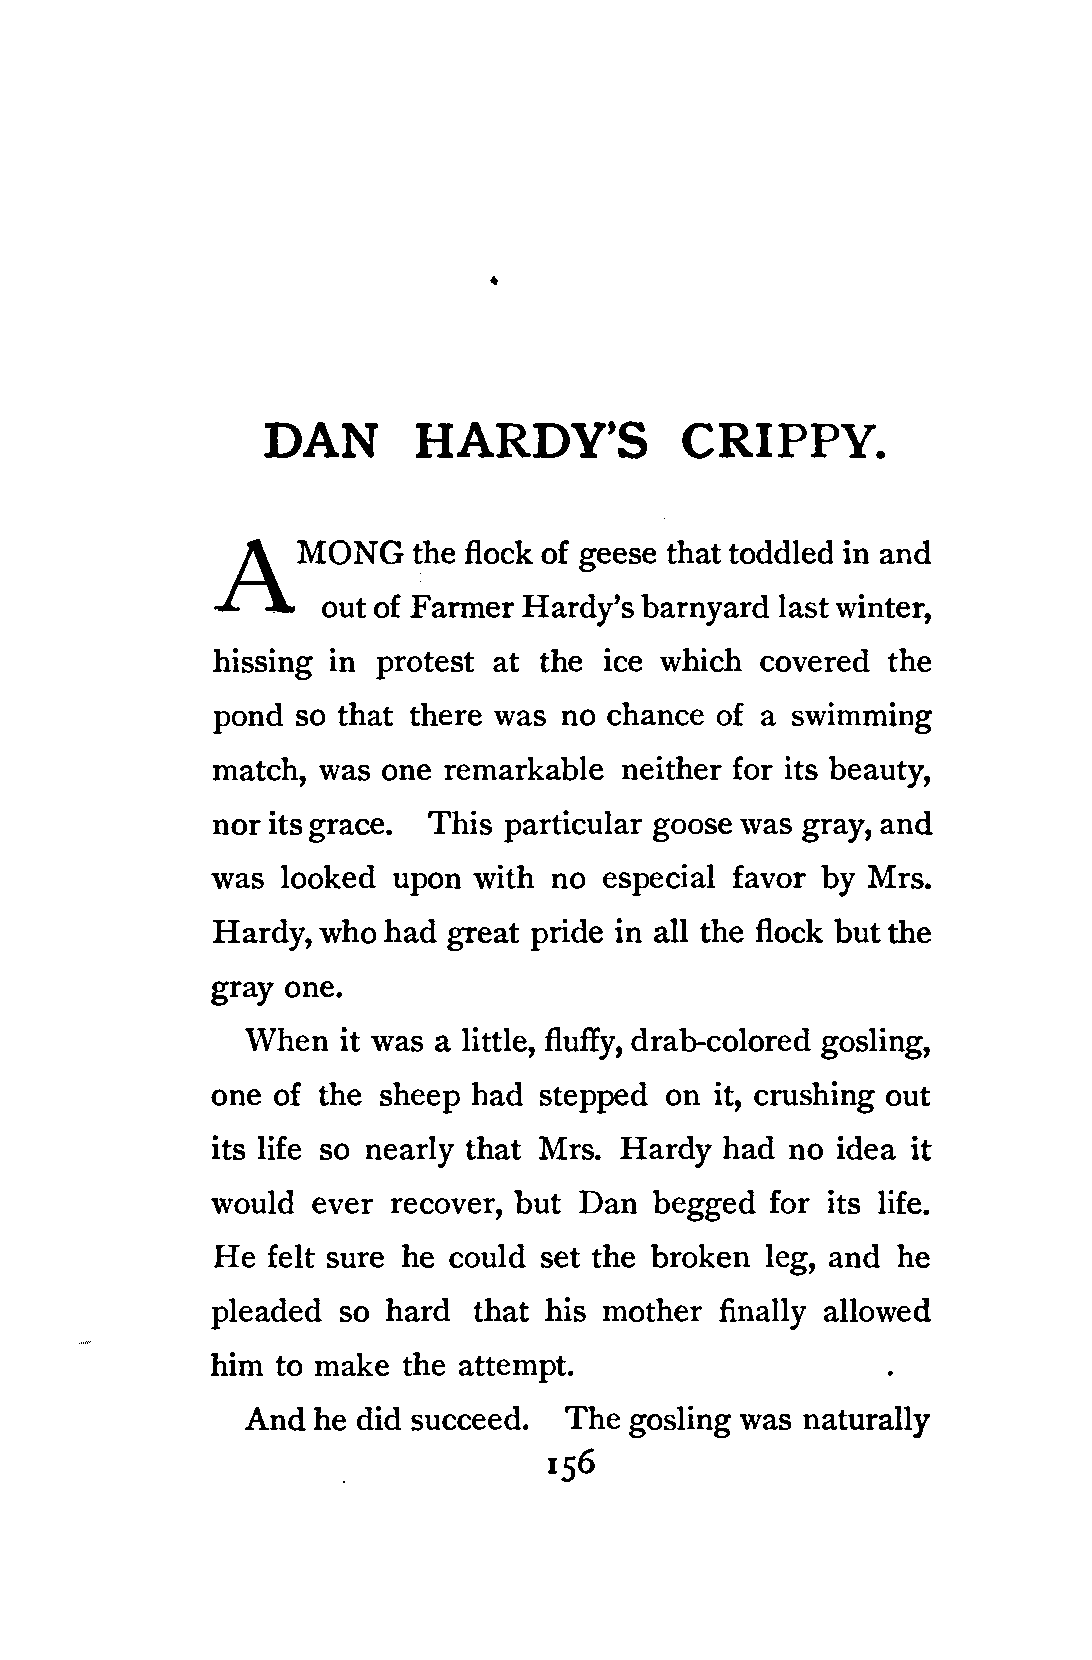 DAN HARDY'S CRIPPY.
AMONG the flock of geese that toddled in and
out of Farmer Hardy's barnyard last winter,
hissing in protest at the ice which covered the
pond so that there was no chance of a swimming
match, was one remarkable neither for its beauty,
nor its grace. This particular goose was gray, and
was looked upon with no especial favor by Mrs.
Hardy, who had great pride in all the flock but the
gray one.
When it was a little, fluffy, drab-colored gosling,
one of the sheep had stepped on it, crushing out
its life so nearly that Mrs. Hardy had no idea it
would ever recover, but Dan begged for its life.
He felt sure he could set the broken leg, and he
pleaded so hard that his mother finally allowed
him to make the attempt.
And he did succeed. The gosling was naturally
156